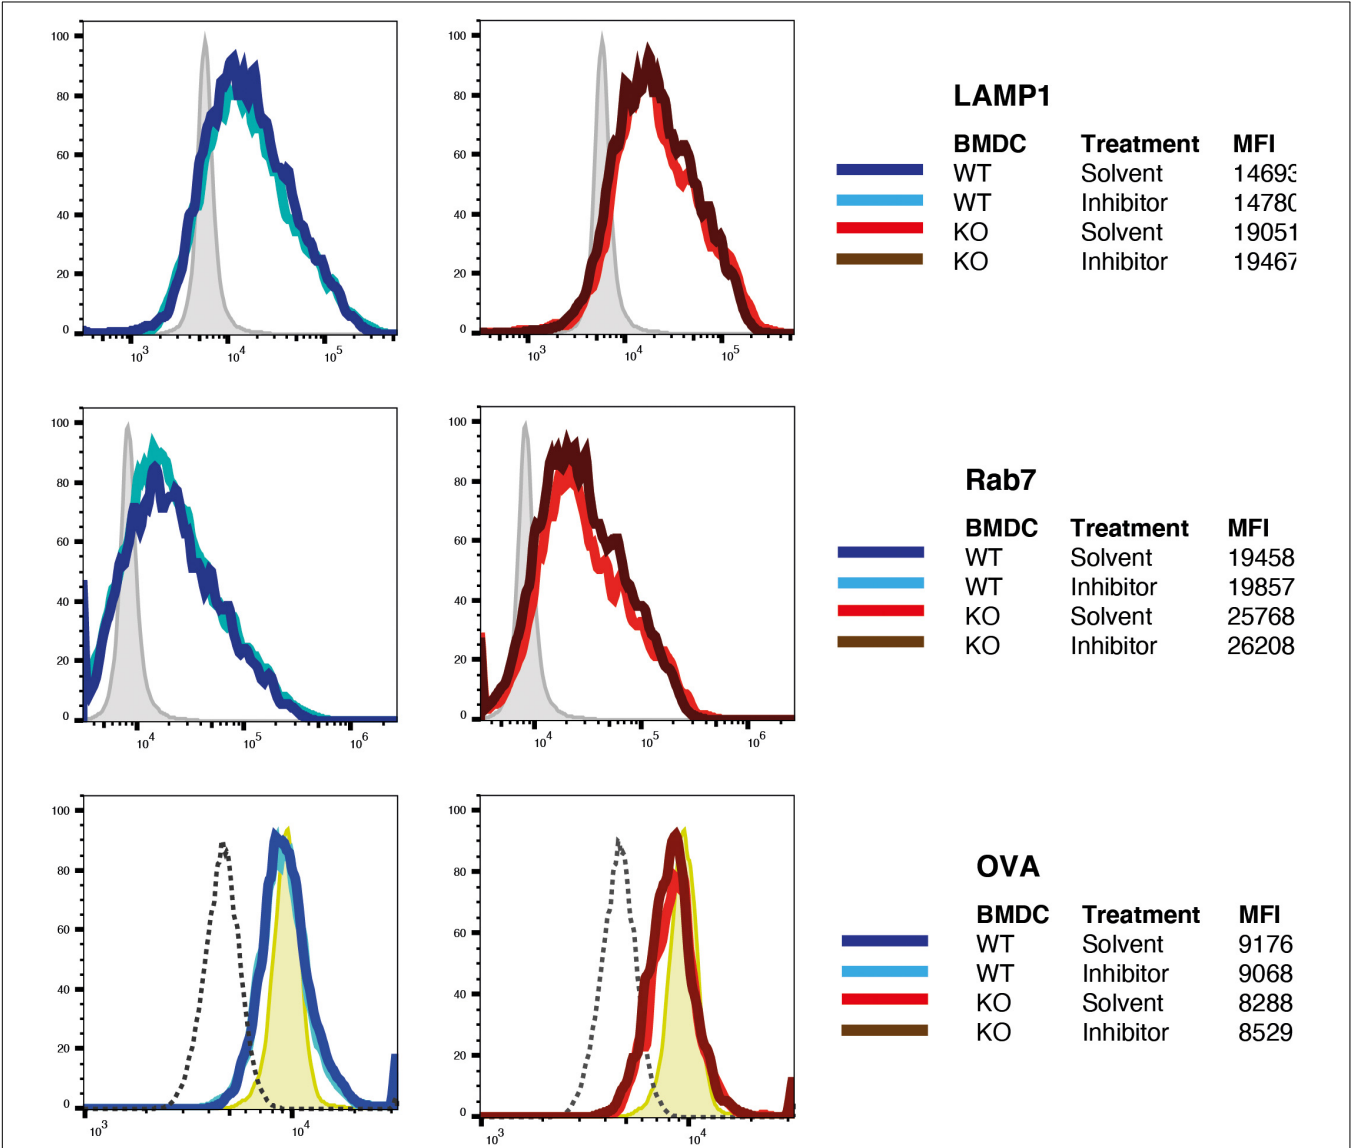 100
80
60
40
20
0
10³ 10⁴ 10⁵
100
80
60
40
20
0
10³ 10⁴ 10⁵
LAMP1
BMDC Treatment MFI
WT Solvent 14693
WT Inhibitor 14780
KO Solvent 19051
KO Inhibitor 19467
100
80
60
40
20
0
10⁴ 10⁵ 10⁶
100
80
60
40
20
0
10⁴ 10⁵ 10⁶
Rab7
BMDC Treatment MFI
WT Solvent 19458
WT Inhibitor 19857
KO Solvent 25768
KO Inhibitor 26208
100
80
60
40
20
0
10³ 10⁴
100
80
60
40
20
0
10³ 10⁴
OVA
BMDC Treatment MFI
WT Solvent 9176
WT Inhibitor 9068
KO Solvent 8288
KO Inhibitor 8529